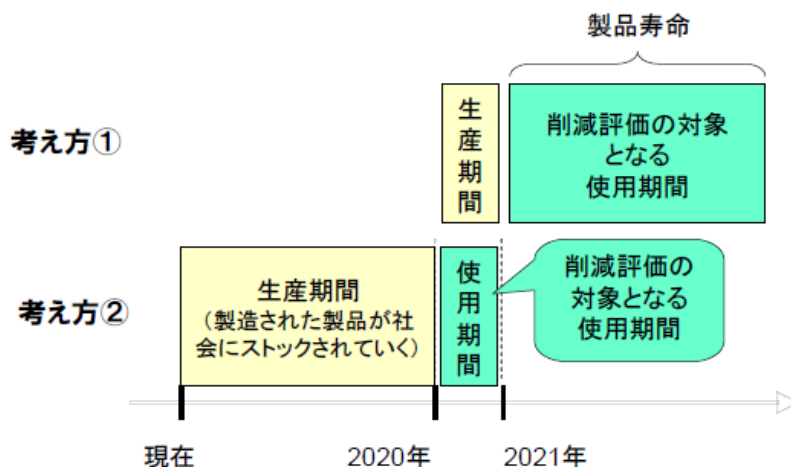 製品寿命
考え方①
生産期間
削減評価の対象
となる
使用期間
考え方②
生産期間
（製造された製品が社
会にストックされていく）
使用期間
削減評価の
対象となる
使用期間
現在
2020年
2021年